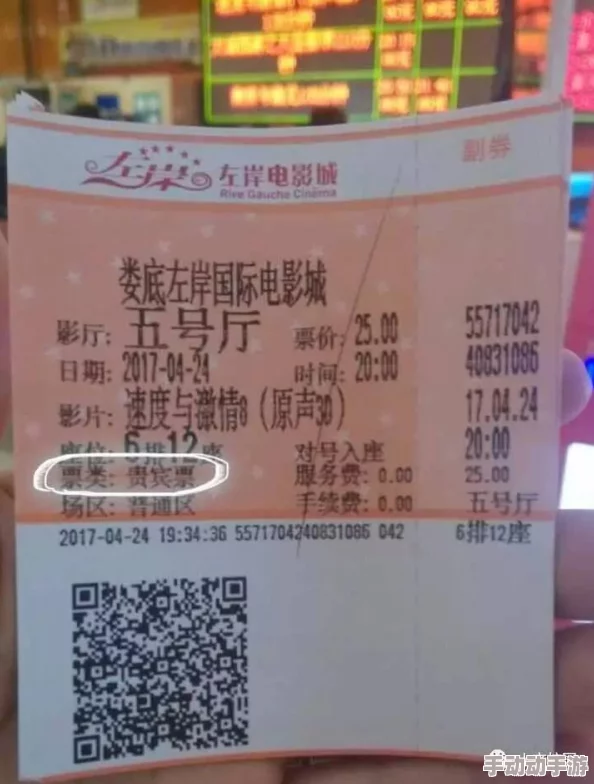 副券
左岸 左岸电影城
Rive Gauche Cinéma
娄底左岸国际电影城
影厅: 五号厅 票价: 25.00 55717042
日期: 2017-04-24 时间: 20:00 40831086
影片: 速度与激情8(原声3D) 17.04.24
座位: 6排12座 对号入座 20:00
票类: 贵宾票 服务费: 0.00 25.00
场区: 普通区 手续费: 0.00 五号厅
2017-04-24 19:34:36 5571704240831086 042 6排12座
手动动手游